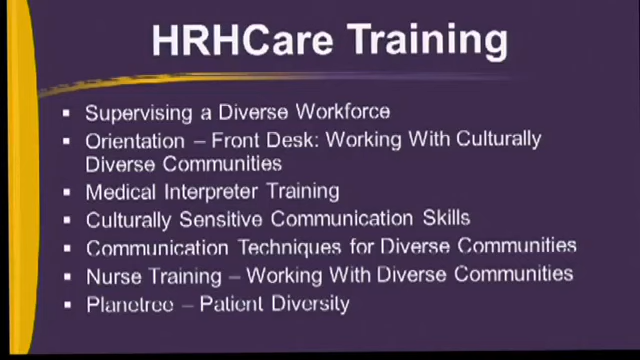 HRHCare Training
▪ Supervising a Diverse Workforce
▪ Orientation – Front Desk: Working With Culturally
Diverse Communities
▪ Medical Interpreter Training
▪ Culturally Sensitive Communication Skills
▪ Communication Techniques for Diverse Communities
▪ Nurse Training – Working With Diverse Communities
▪ Planetree – Patient Diversity